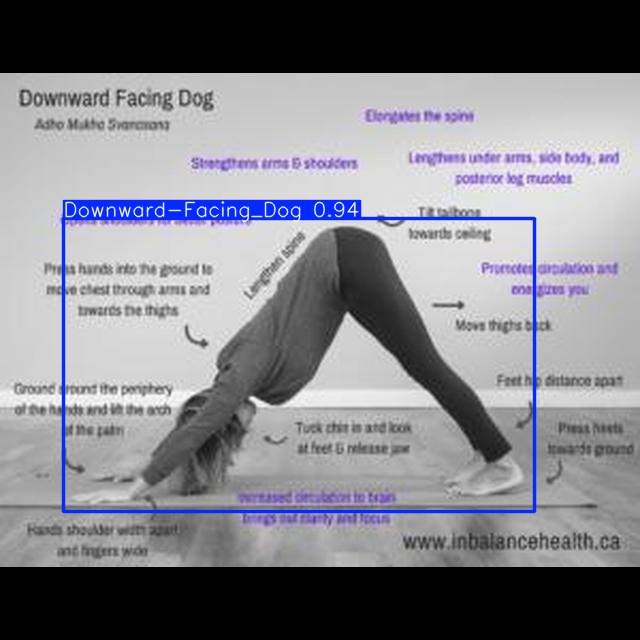 Downward Facing Dog
Adho Mukha Svanasana
Elongates the spine
Strengthens arms & shoulders
Lengthens under arms, side body, and
posterior leg muscles
Downward-Facing_Dog 0.94
Tilt tailbone
towards ceiling
Lengthen spine
Press hands into the ground to
move chest through arms and
towards the thighs
Promotes circulation and
energizes you
Move thighs back
Feet hip distance apart
Ground around the periphery
of the hands and lift the arch
of the palm
Tuck chin in and look
at feet & release jaw
Press heels
towards ground
Increased circulation to brain
brings out clarity and focus
Hands shoulder width apart
and fingers wide
www.inbalancehealth.ca